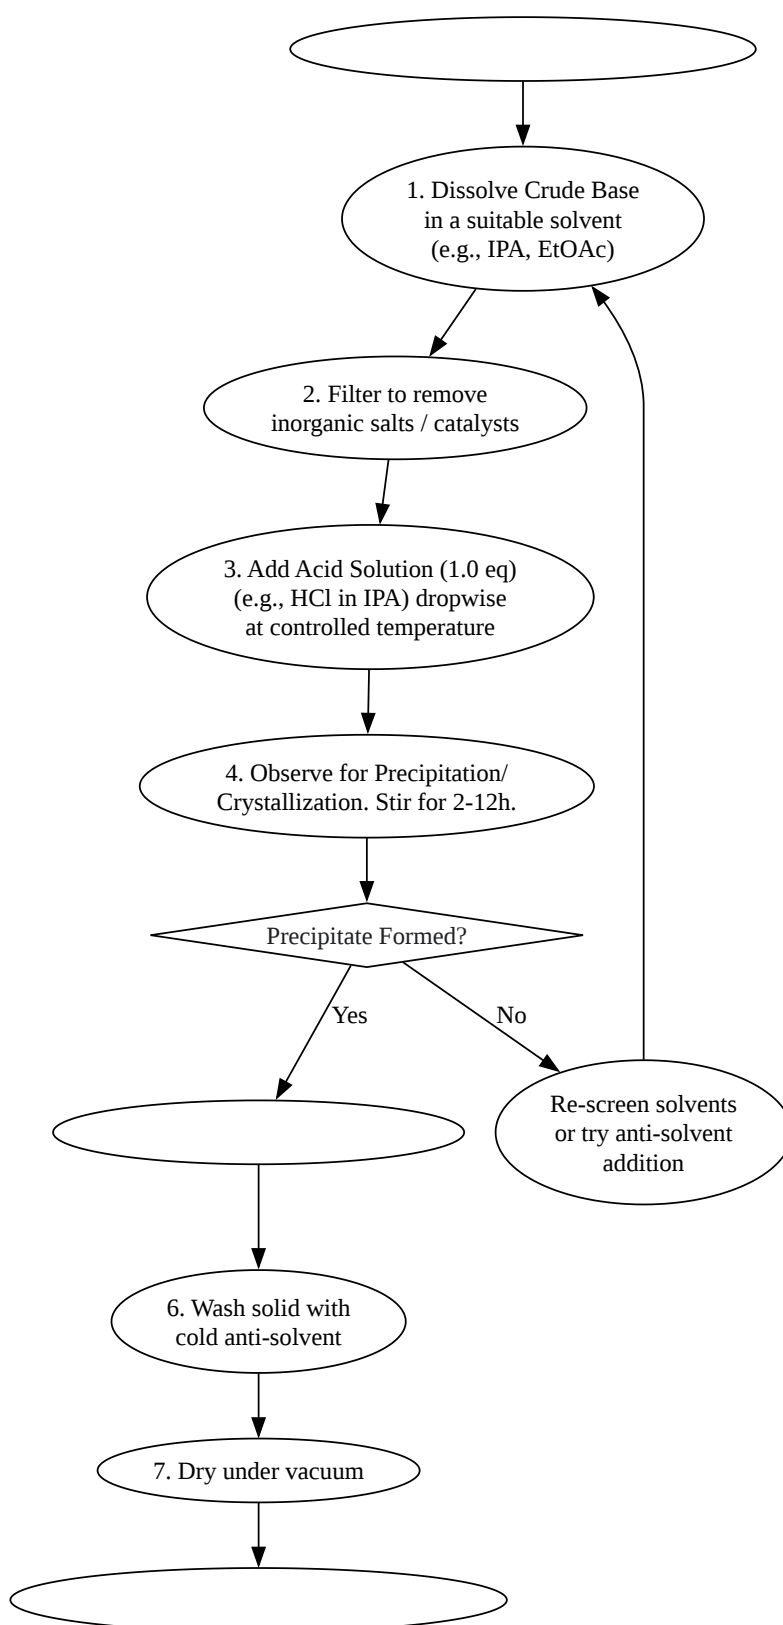 1. Dissolve Crude Base
in a suitable solvent
(e.g., IPA, EtOAc)
2. Filter to remove
inorganic salts / catalysts
3. Add Acid Solution (1.0 eq)
(e.g., HCl in IPA) dropwise
at controlled temperature
4. Observe for Precipitation/
Crystallization. Stir for 2-12h.
Precipitate Formed?
Yes
No
Re-screen solvents
or try anti-solvent
addition
6. Wash solid with
cold anti-solvent
7. Dry under vacuum